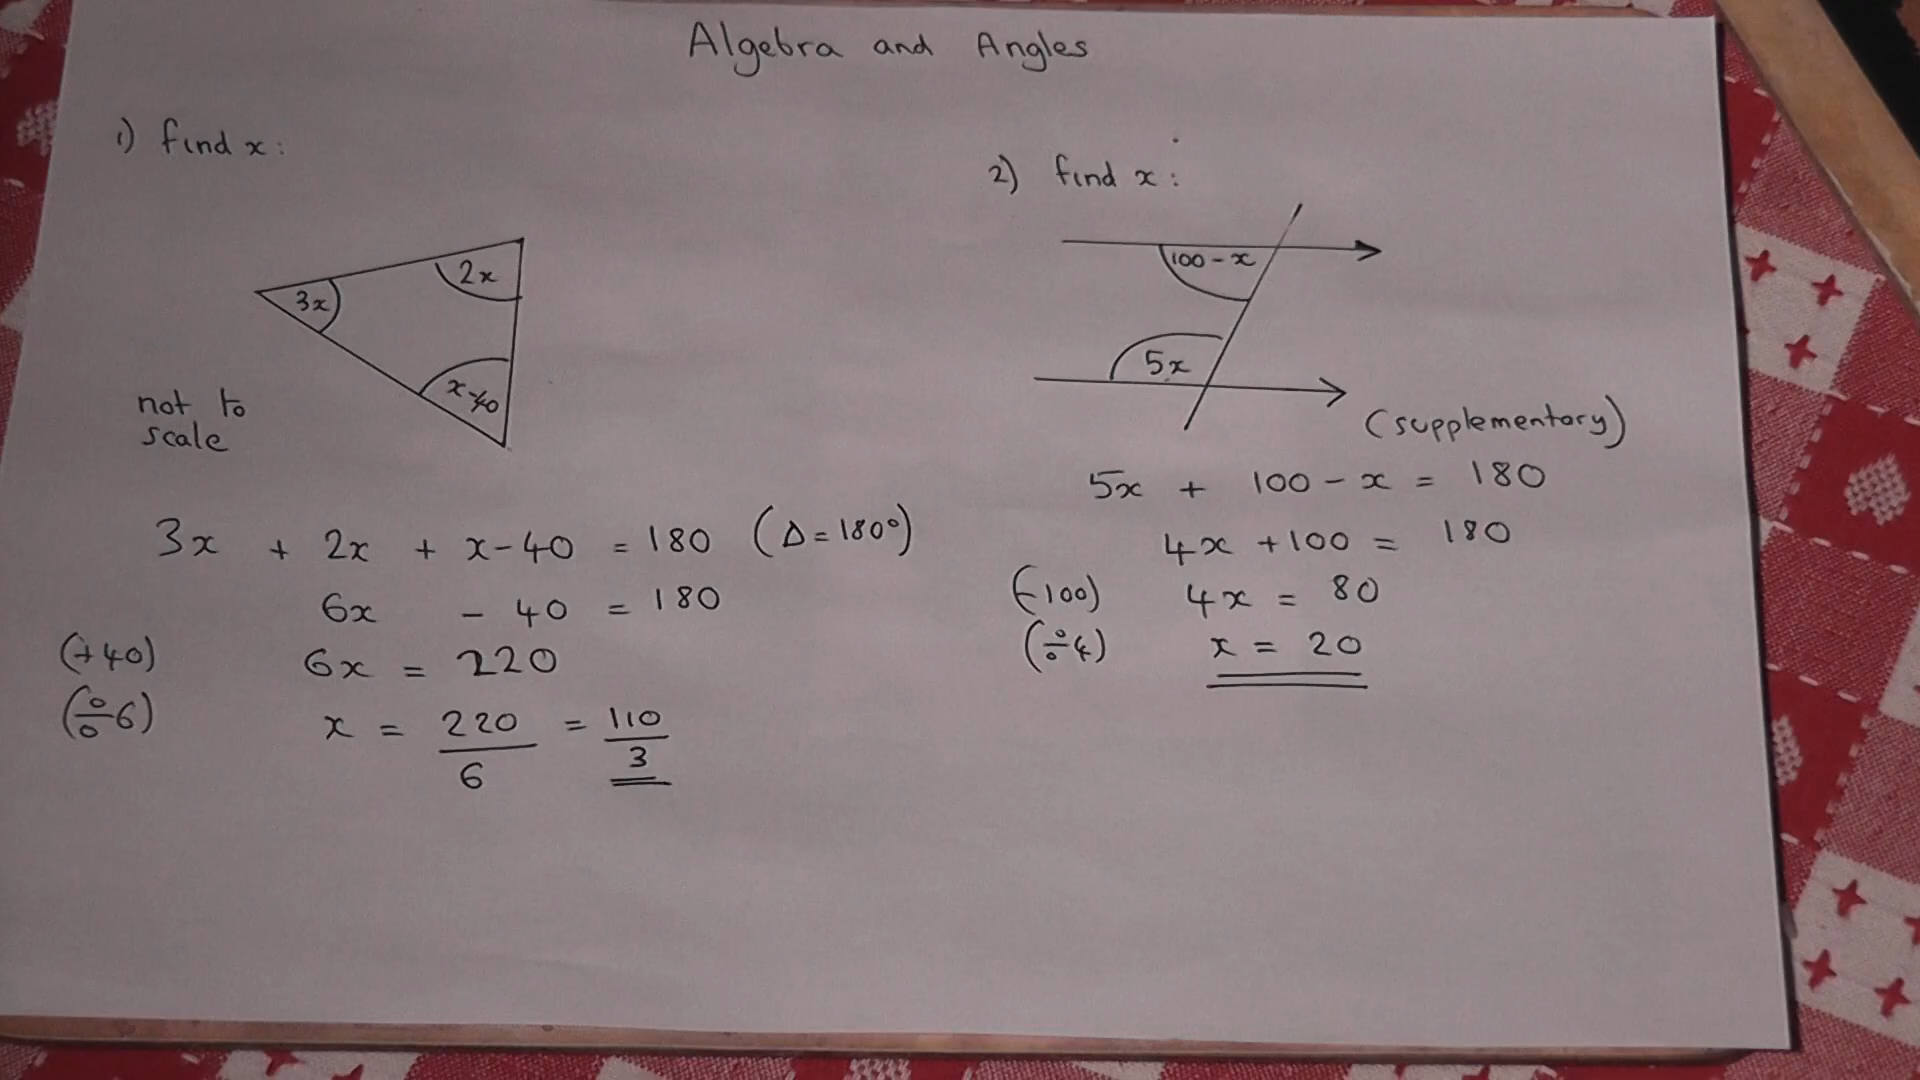 Algebra and Angles
1) find x:
3x
2x
x-40
not to
scale
3x + 2x + x-40 = 180 (Δ=180°)
6x - 40 = 180
(+40) 6x = 220
(÷6) x = 220/6 = 110/3
2) find x:
100-x
5x
(supplementary)
5x + 100-x = 180
4x +100 = 180
(-100) 4x = 80
(÷4) x = 20